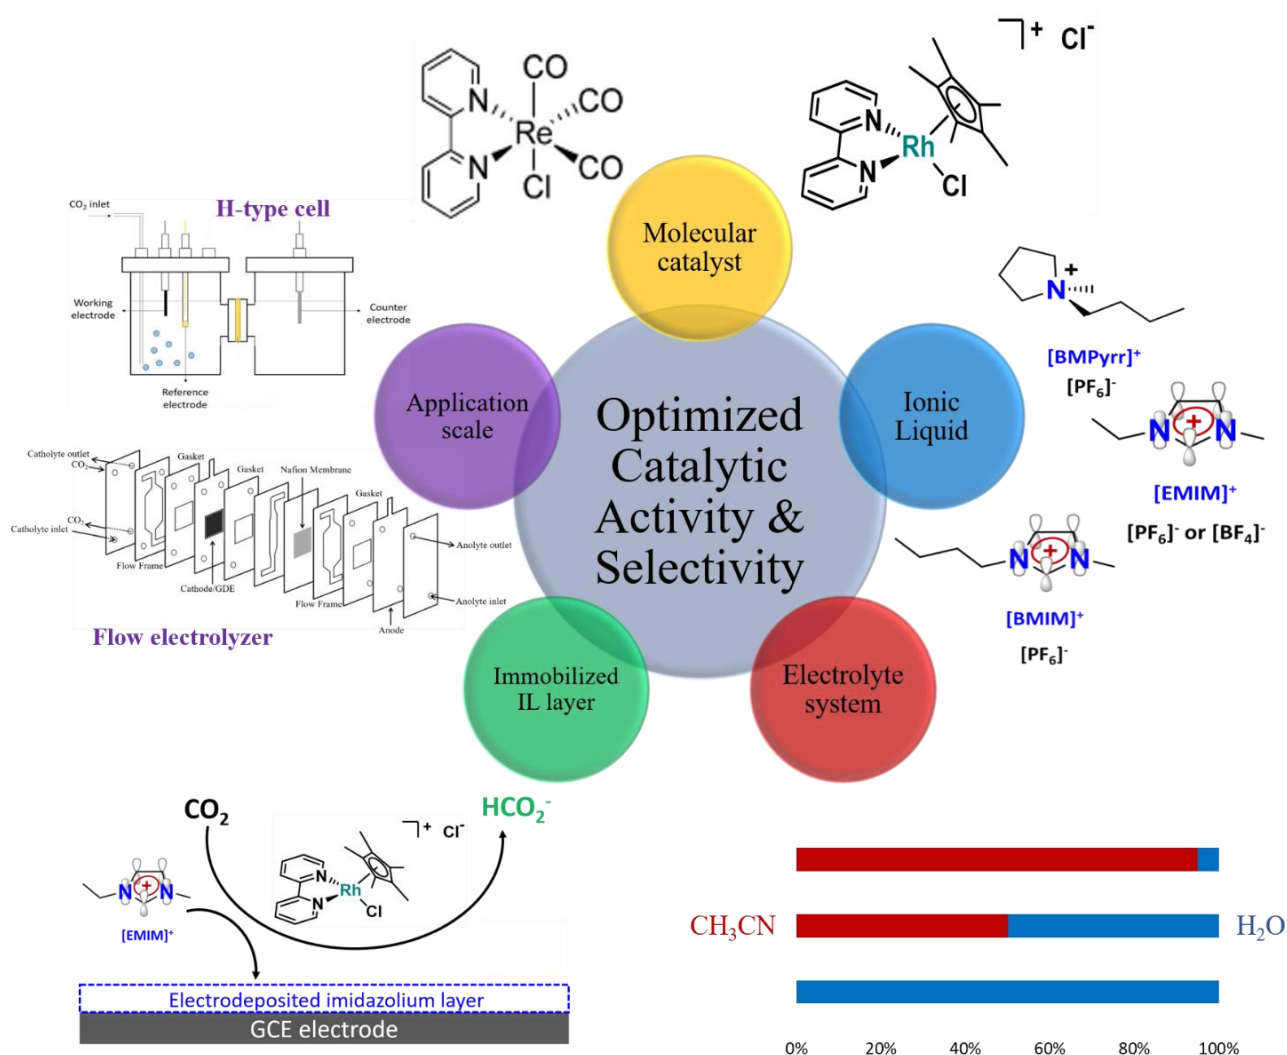 CO
N
CO
Re
N
CO
Cl
+ Cl⁻
N
Rh
N
Cl
Molecular
catalyst
H-type cell
CO₂ inlet
Working
electrode
Counter
electrode
Reference
electrode
Application
scale
Optimized
Catalytic
Activity &
Selectivity
Ionic
Liquid
+
N
[BMPyrr]⁺
[PF₆]⁻
N + N
[EMIM]⁺
[PF₆]⁻ or [BF₄]⁻
N + N
[BMIM]⁺
[PF₆]⁻
Catholyte outlet
CO₂
Gasket
Gasket
Nafion Membrane
Gasket
CO₂
Catholyte inlet
Flow Frame
Cathode/GDE
Flow Frame
Anode
Anolyte outlet
Anolyte inlet
Flow electrolyzer
Immobilized
IL layer
Electrolyte
system
CO₂
HCO₂⁻
+ Cl⁻
N
Rh
N
Cl
N + N
[EMIM]⁺
Electrodeposited imidazolium layer
GCE electrode
CH₃CN
H₂O
0% 20% 40% 60% 80% 100%